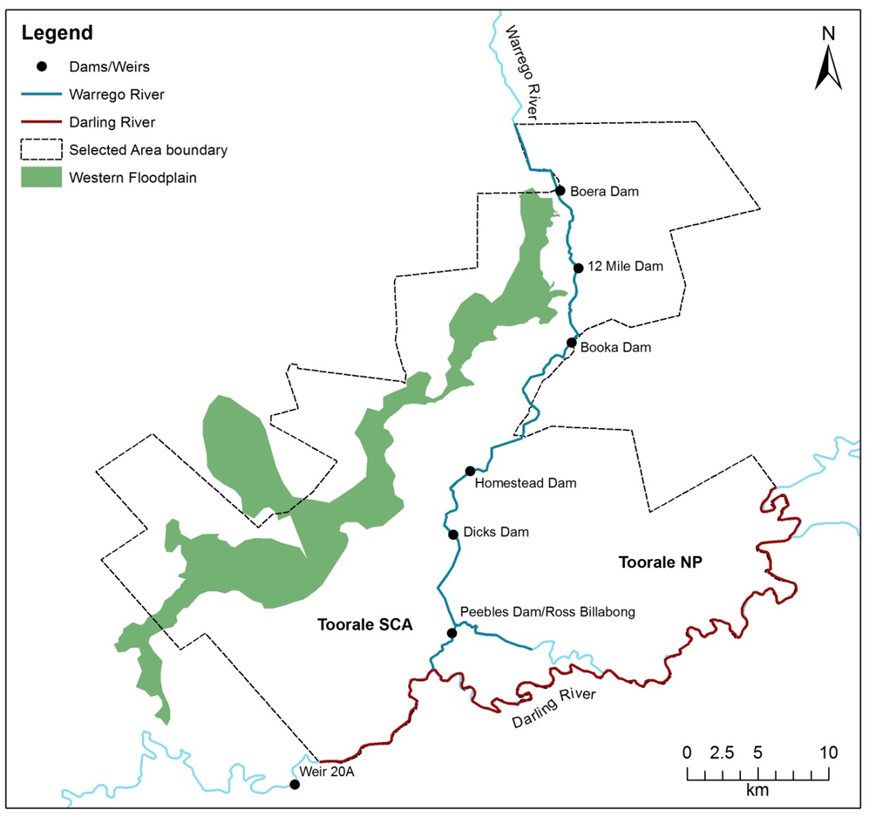 Legend
Dams/Weirs
Warrego River
Darling River
Selected Area boundary
Western Floodplain
Warrego River
N
Boera Dam
12 Mile Dam
Booka Dam
Homestead Dam
Dicks Dam
Toorale NP
Peebles Dam/Ross Billabong
Toorale SCA
Darling River
Weir 20A
0 2.5 5 10
km